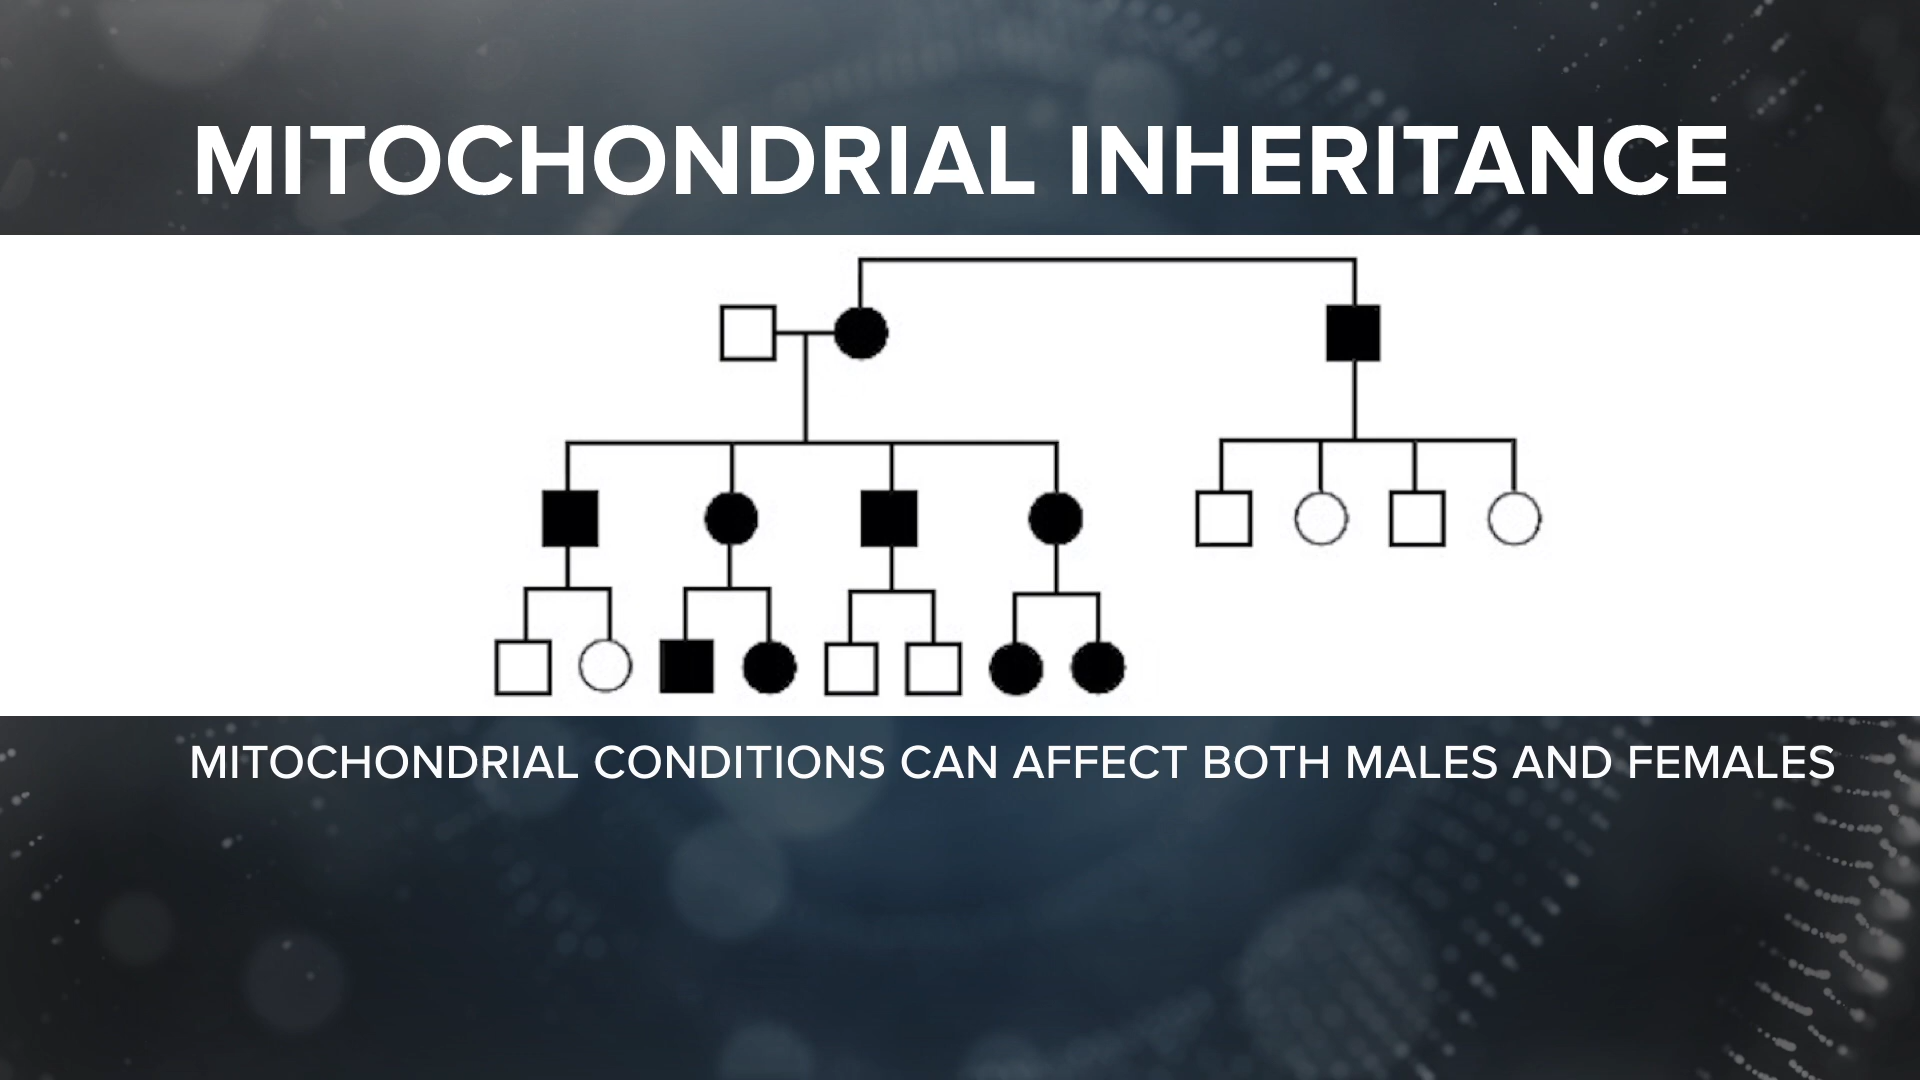 MITOCHONDRIAL INHERITANCE
MITOCHONDRIAL CONDITIONS CAN AFFECT BOTH MALES AND FEMALES